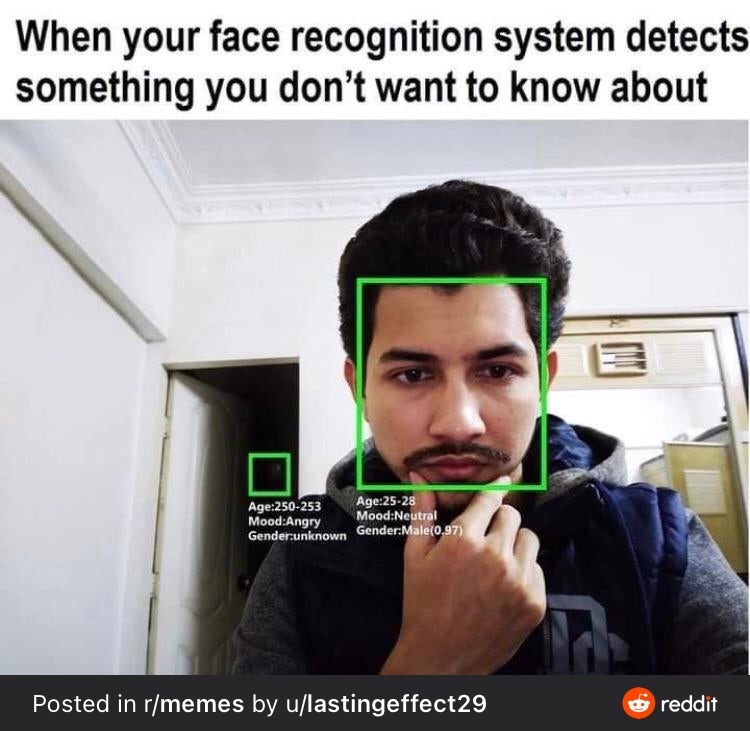 When your face recognition system detects
something you don't want to know about
Age:250-253
Mood:Angry
Gender:unknown
Age:25-28
Mood:Neutral
Gender:Male(0.97)
Posted in r/memes by u/lastingeffect29
reddit